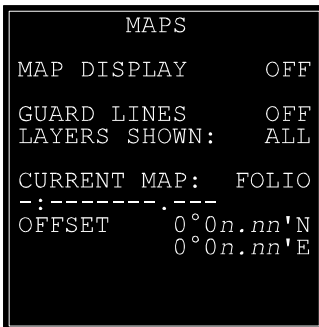 MAPS
MAP DISPLAY OFF
GUARD LINES OFF
LAYERS SHOWN: ALL
CURRENT MAP: FOLIO
-:-------.---
OFFSET 0°0n.nn'N
0°0n.nn'E